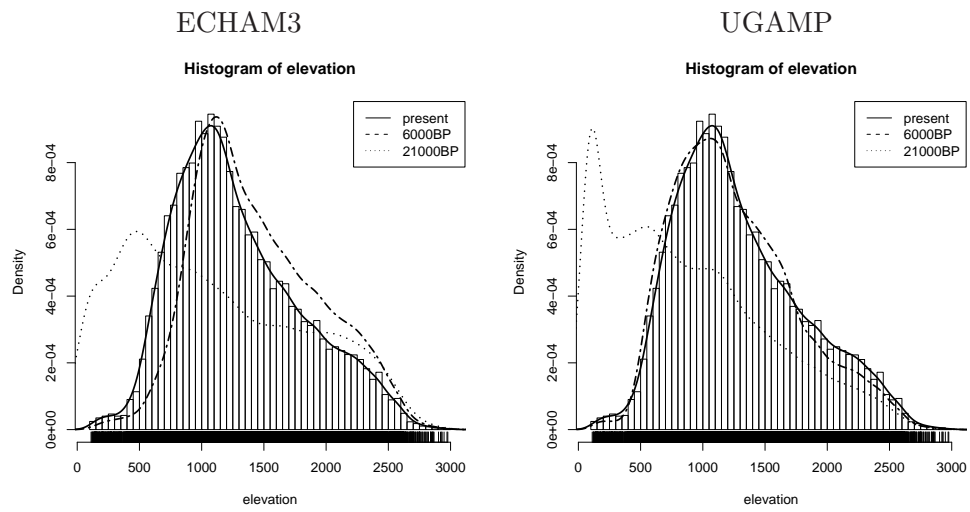 ECHAM3
Histogram of elevation
present
6000BP
21000BP
Density
0e+00
2e−04
4e−04
6e−04
8e−04
0
500
1000
1500
2000
2500
3000
elevation
UGAMP
Histogram of elevation
present
6000BP
21000BP
Density
0e+00
2e−04
4e−04
6e−04
8e−04
0
500
1000
1500
2000
2500
3000
elevation